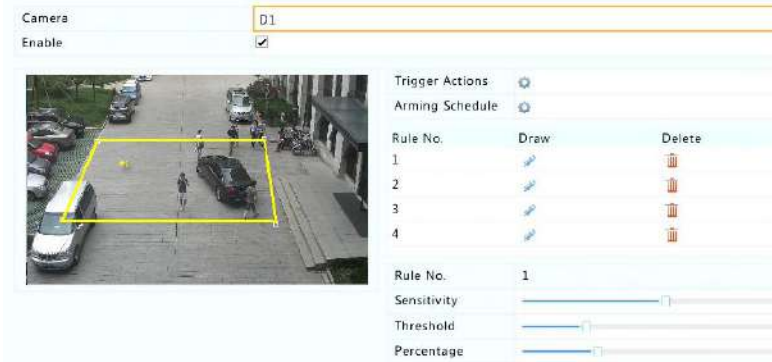 Camera D1
Enable
Trigger Actions
Arming Schedule
Rule No. Draw Delete
1
2
3
4
Rule No. 1
Sensitivity
Threshold
Percentage